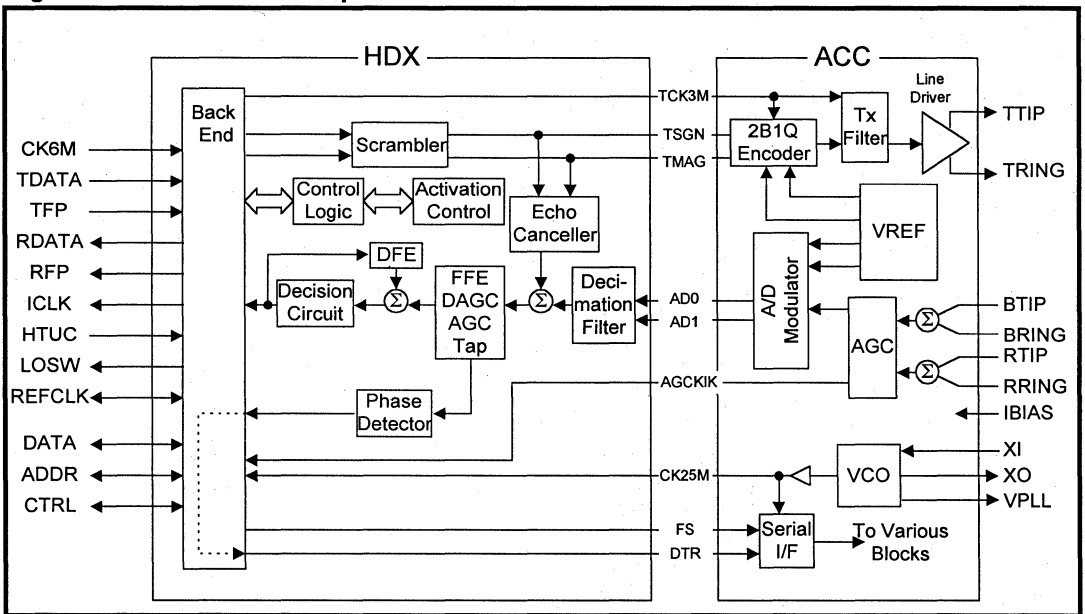 HDX
ACC
CK6M
TDATA
TFP
RDATA
RFP
ICLK
HTUC
LOSW
REFCLK
DATA
ADDR
CTRL
Back
End
Scrambler
Control
Logic
Activation
Control
Echo
Canceller
DFE
Decision
Circuit
Σ
FFE
DAGC
AGC
Tap
Σ
Deci-
mation
Filter
Phase
Detector
TCK3M
TSGN
TMAG
AD0
AD1
AGCKIK
CK25M
FS
DTR
2B1Q
Encoder
Tx
Filter
Line
Driver
VREF
A/D
Modulator
AGC
Σ
Σ
VCO
Serial
I/F
To Various
Blocks
TTIP
TRING
BTIP
BRING
RTIP
RRING
IBIAS
XI
XO
VPLL